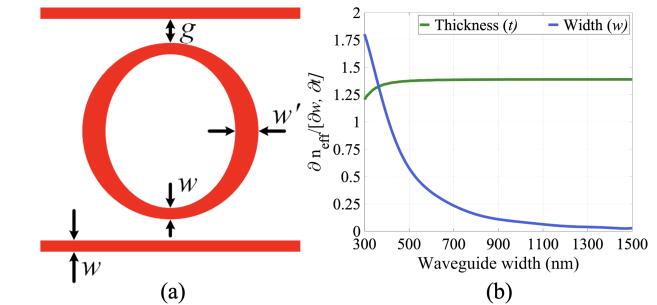 (a)
g
w′
w
w
(b)
2
1.75
1.5
1.25
1
0.75
0.5
0.25
0
∂ n_eff/[∂w, ∂t]
Thickness (t)
Width (w)
300
500
700
900
1100
1300
1500
Waveguide width (nm)
(a)
(b)